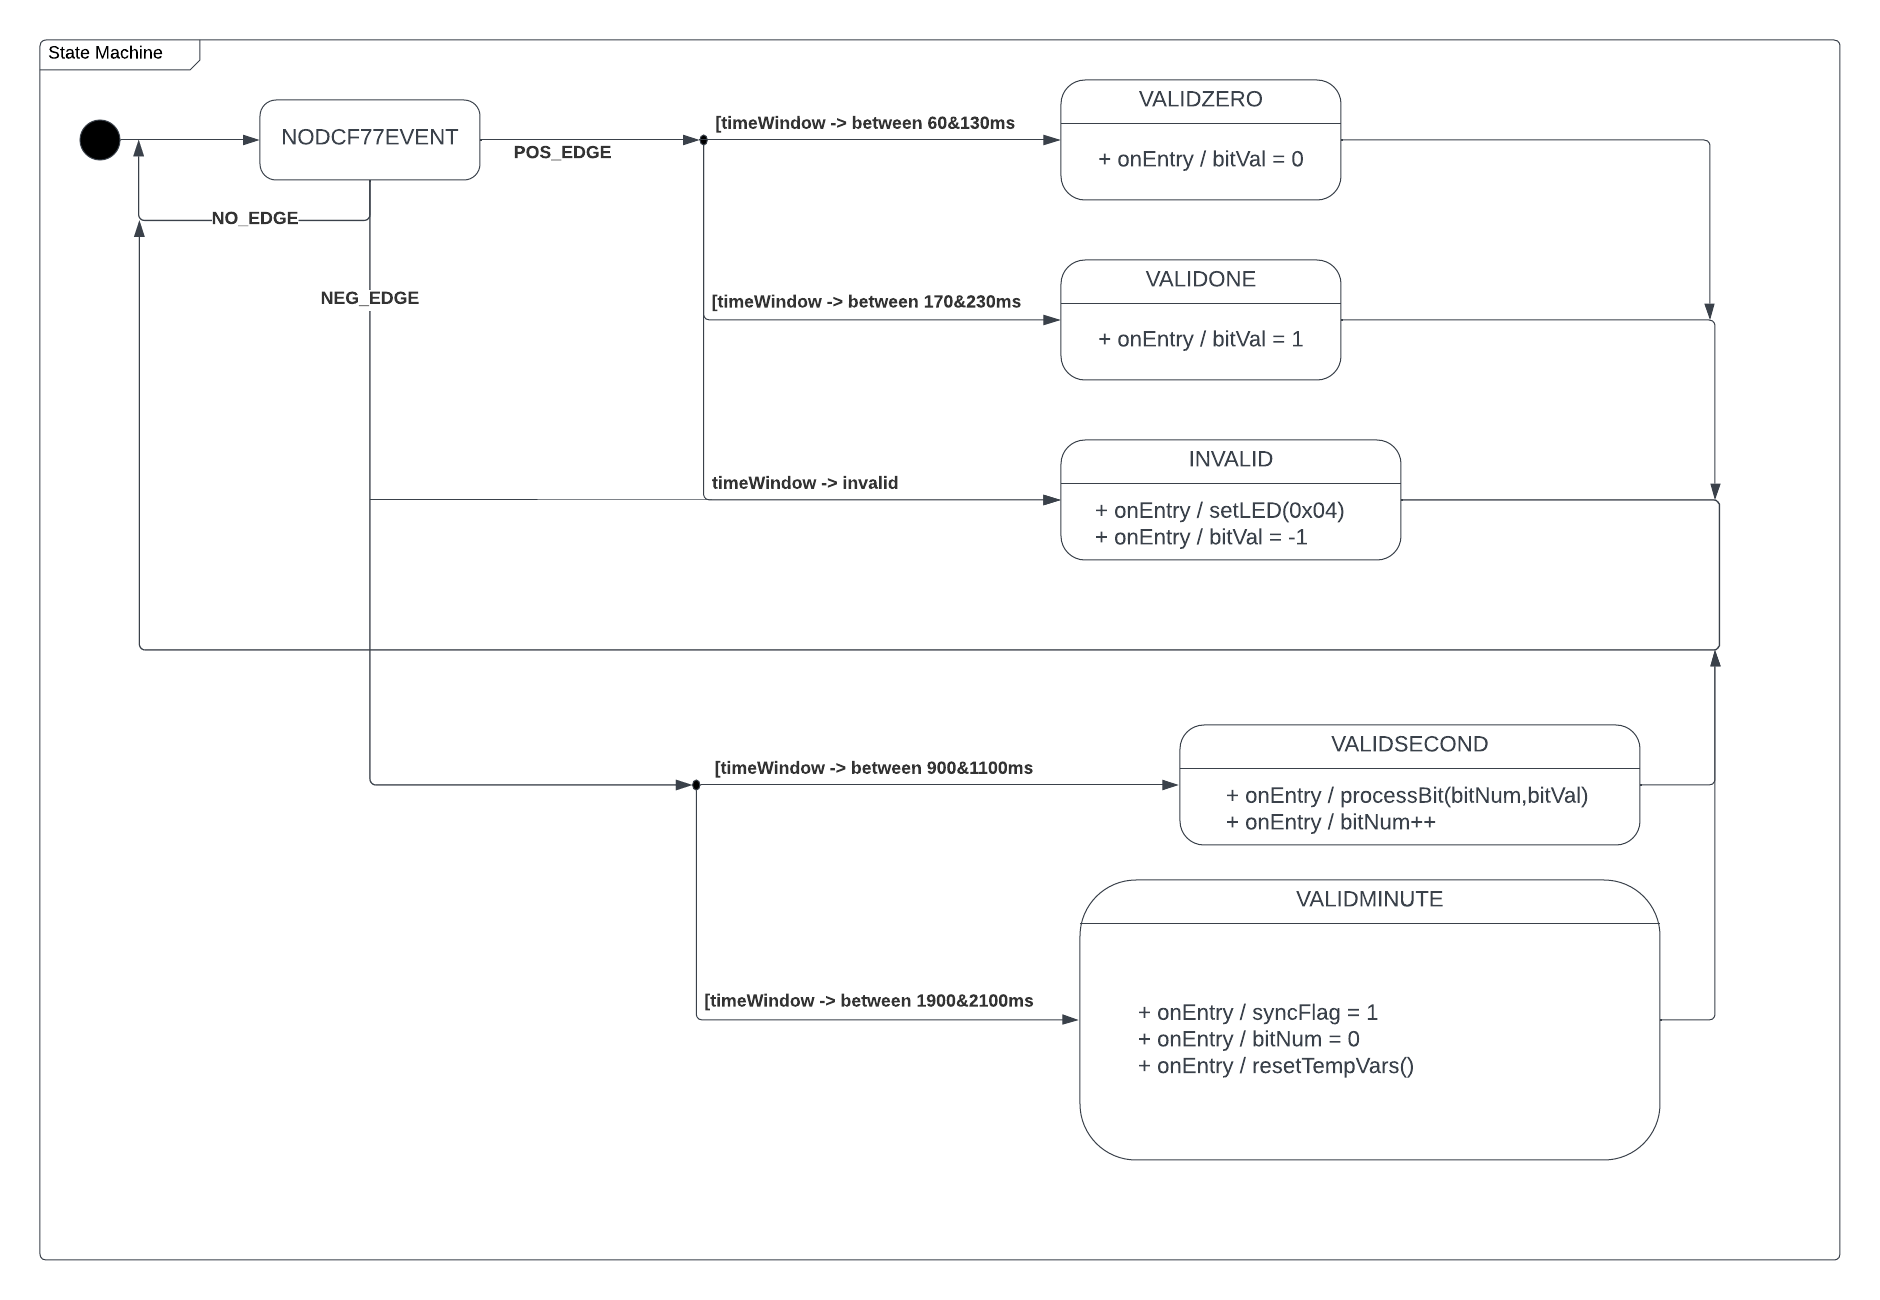 State Machine
NODCF77EVENT
POS_EDGE
NO_EDGE
NEG_EDGE
[timeWindow -> between 60&130ms
VALIDZERO
+ onEntry / bitVal = 0
[timeWindow -> between 170&230ms
VALIDONE
+ onEntry / bitVal = 1
timeWindow -> invalid
INVALID
+ onEntry / setLED(0x04)
+ onEntry / bitVal = -1
[timeWindow -> between 900&1100ms
VALIDSECOND
+ onEntry / processBit(bitNum,bitVal)
+ onEntry / bitNum++
[timeWindow -> between 1900&2100ms
VALIDMINUTE
+ onEntry / syncFlag = 1
+ onEntry / bitNum = 0
+ onEntry / resetTempVars()